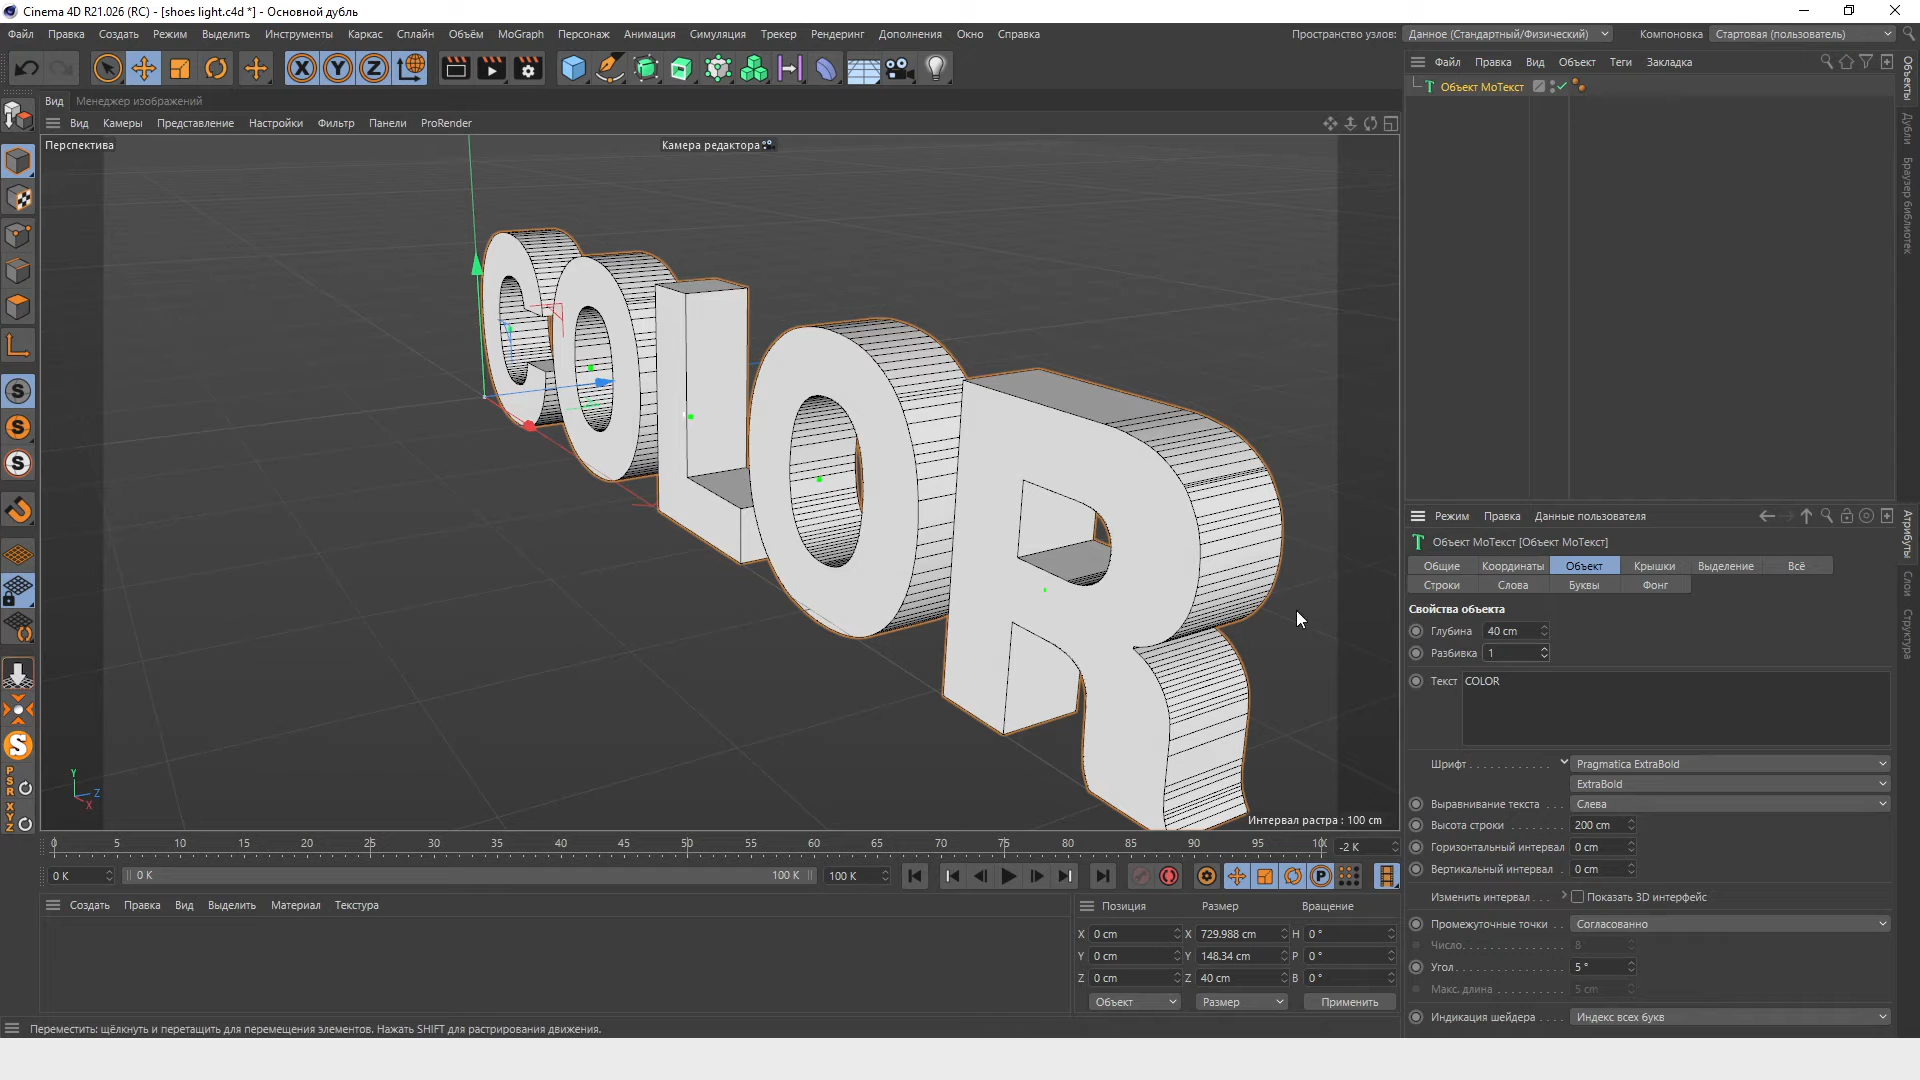 Cinema 4D R21.026 (RC) - [shoes light.c4d *] - Основной дубль
Файл Правка Создать Режим Выделить Инструменты Каркас Сплайн Объём MoGraph Персонаж Анимация Симуляция Трекер Рендеринг Дополнения Окно Справка Пространство узлов: Данное (Стандартный/Физический) Компоновка Стартовая (пользователь)
Файл Правка Вид Объект Теги Закладка
Объект МоТекст
Вид Менеджер изображений
Вид Камеры Представление Настройки Фильтр Панели ProRender
Перспектива
Камера редактора
COLOR
Y
Z
X
Интервал растра : 100 cm
Объекты
Дубли
Браузер библиотек
Режим Правка Данные пользователя
Объект МоТекст [Объект МоТекст]
Общие Координаты Объект Крышки Выделение Всё
Строки Слова Буквы Фонг
Свойства объекта
Глубина 40 cm
Разбивка 1
Текст COLOR
Шрифт . . . . . . . . . . . . Pragmatica ExtraBold
ExtraBold
Выравнивание текста . . . Слева
Высота строки . . . . . . . . 200 cm
Горизонтальный интервал 0 cm
Вертикальный интервал . 0 cm
Изменить интервал . . . Показать 3D интерфейс
Промежуточные точки . . Согласованно
Число. . . . . . . . . . . . . . . 8
Угол. . . . . . . . . . . . . . . . 5 °
Макс. длина . . . . . . . . . . 5 cm
Индикация шейдера . . . . Индекс всех букв
Атрибуты
Слои
Структура
PSR
XYZ
0 5 10 15 20 25 30 35 40 45 50 55 60 65 70 75 80 85 90 95 10( -2 K
0 K 0 K 100 K 100 K
Создать Правка Вид Выделить Материал Текстура
Позиция Размер Вращение
X 0 cm X 729.988 cm H 0 °
Y 0 cm Y 148.34 cm P 0 °
Z 0 cm Z 40 cm B 0 °
Объект Размер Применить
Переместить: щёлкнуть и перетащить для перемещения элементов. Нажать SHIFT для растрирования движения.